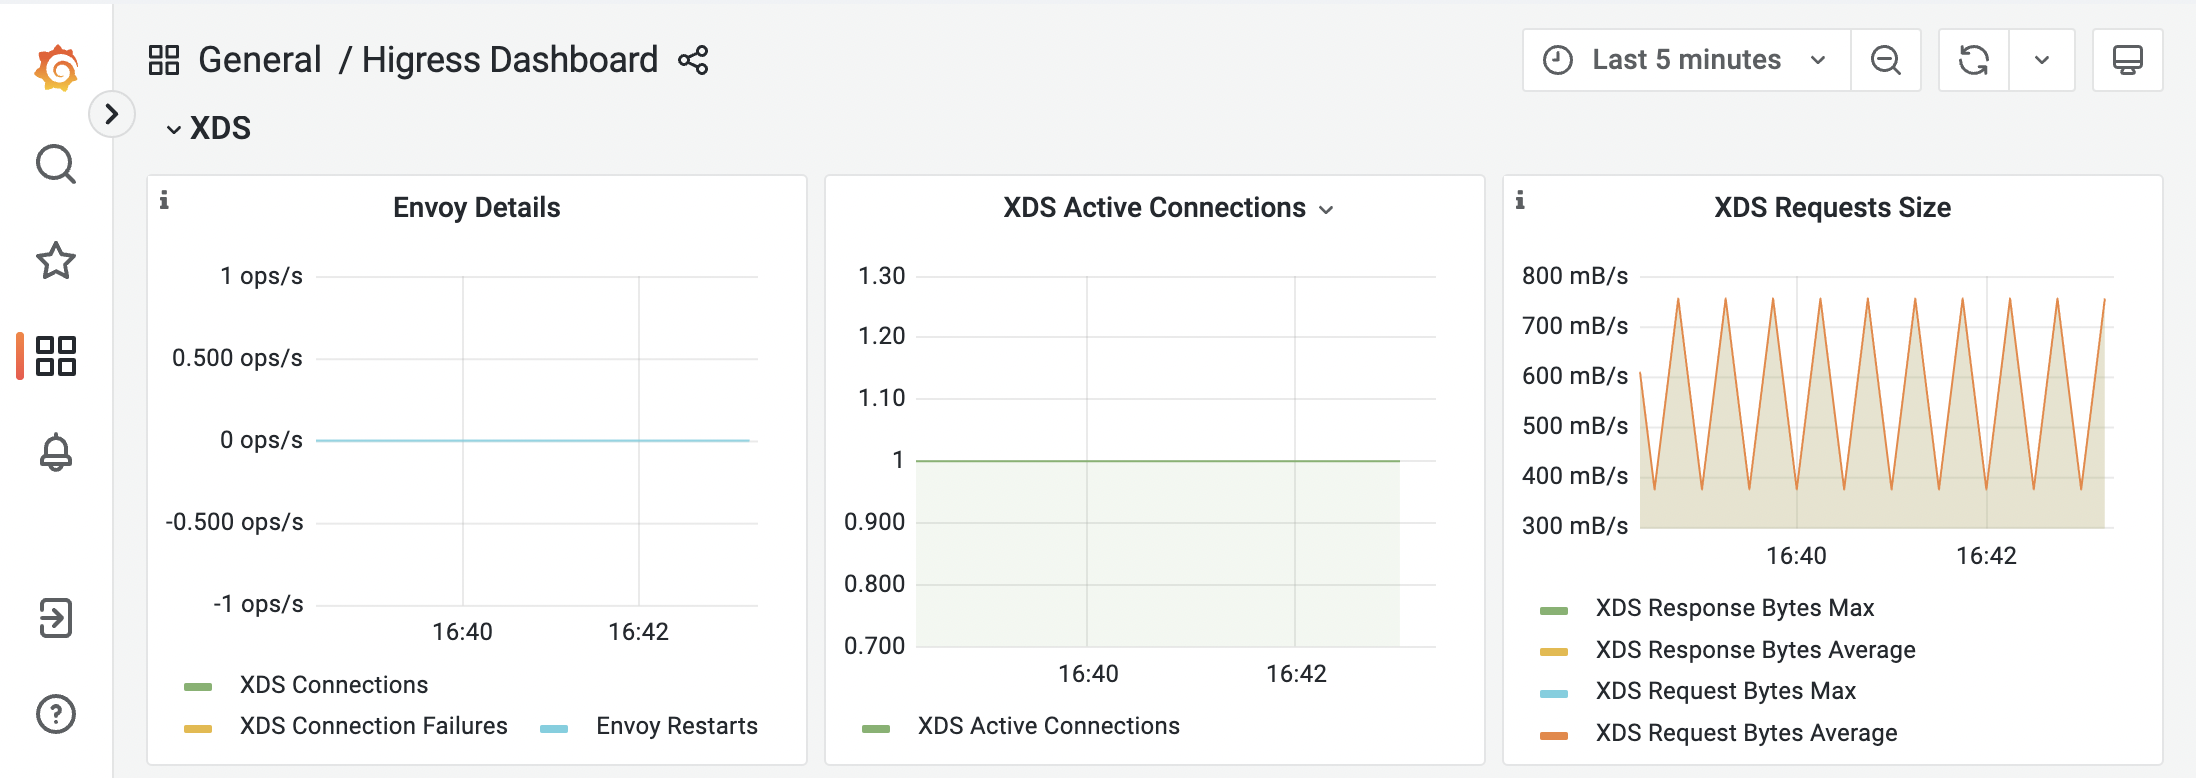 General / Higress Dashboard
Last 5 minutes
XDS
Envoy Details
1 ops/s
0.500 ops/s
0 ops/s
-0.500 ops/s
-1 ops/s
16:40 16:42
XDS Connections
XDS Connection Failures Envoy Restarts
XDS Active Connections
1.30
1.20
1.10
1
0.900
0.800
0.700
16:40 16:42
XDS Active Connections
XDS Requests Size
800 mB/s
700 mB/s
600 mB/s
500 mB/s
400 mB/s
300 mB/s
16:40 16:42
XDS Response Bytes Max
XDS Response Bytes Average
XDS Request Bytes Max
XDS Request Bytes Average